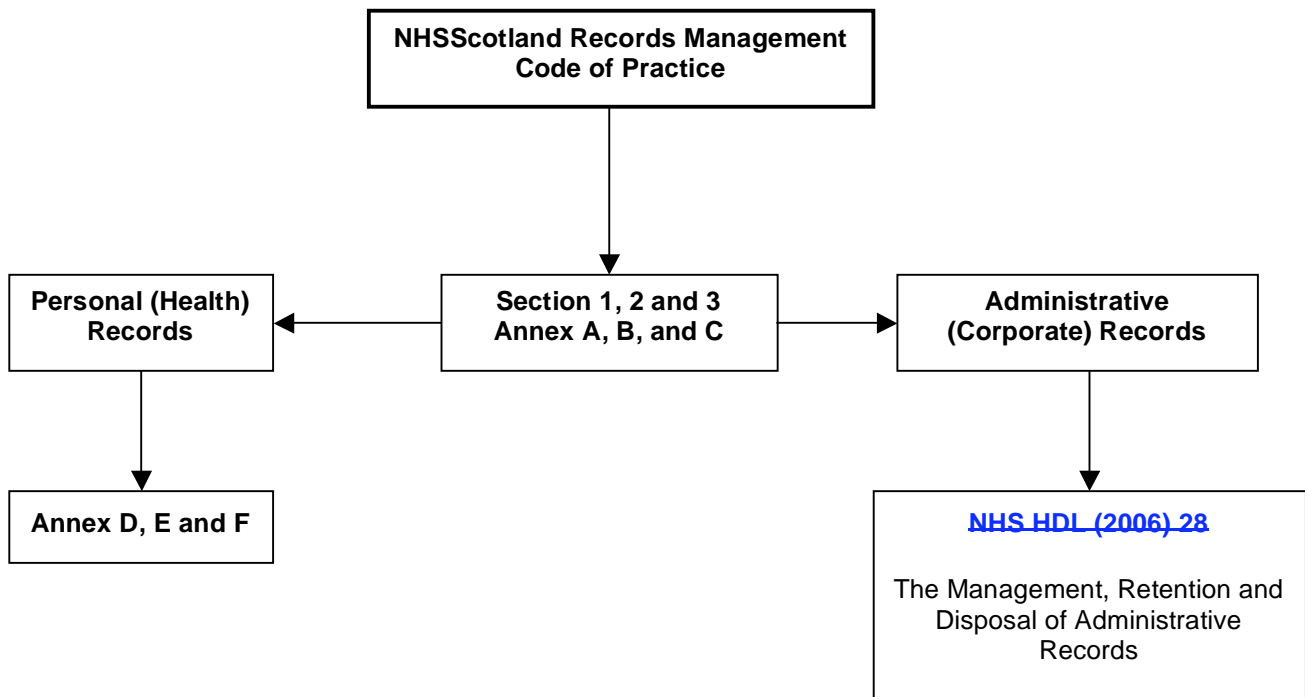 NHSScotland Records Management
Code of Practice
Personal (Health)
Records
Section 1, 2 and 3
Annex A, B, and C
Administrative
(Corporate) Records
Annex D, E and F
NHS HDL (2006) 28
The Management, Retention and
Disposal of Administrative
Records